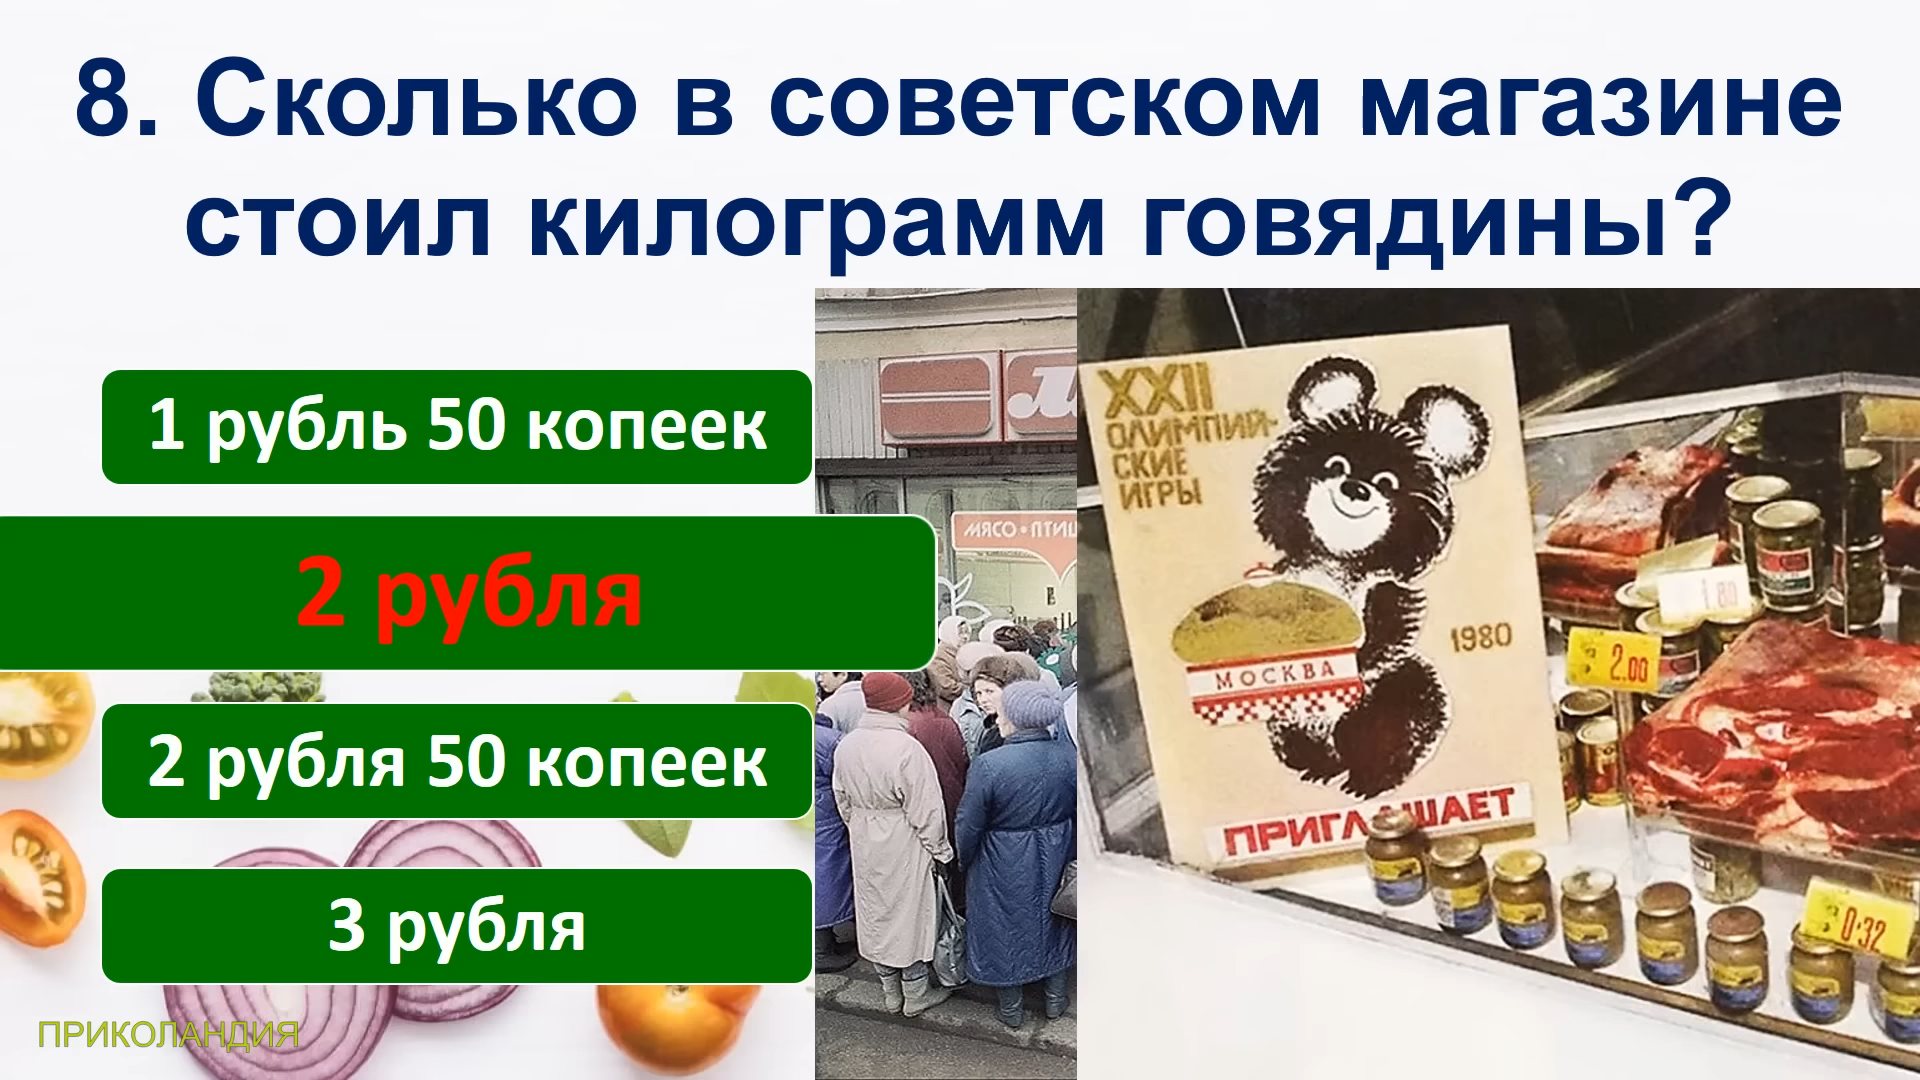 8. Сколько в советском магазине
стоил килограмм говядины?
1 рубль 50 копеек
2 рубля
2 рубля 50 копеек
3 рубля
ПРИКОЛАНДИЯ
МЯСО • ПТИЦ
XXII
ОЛИМПИЙ-
СКИЕ
ИГРЫ
1980
МОСКВА
ПРИГЛАШАЕТ
1.80
2.00
0-32